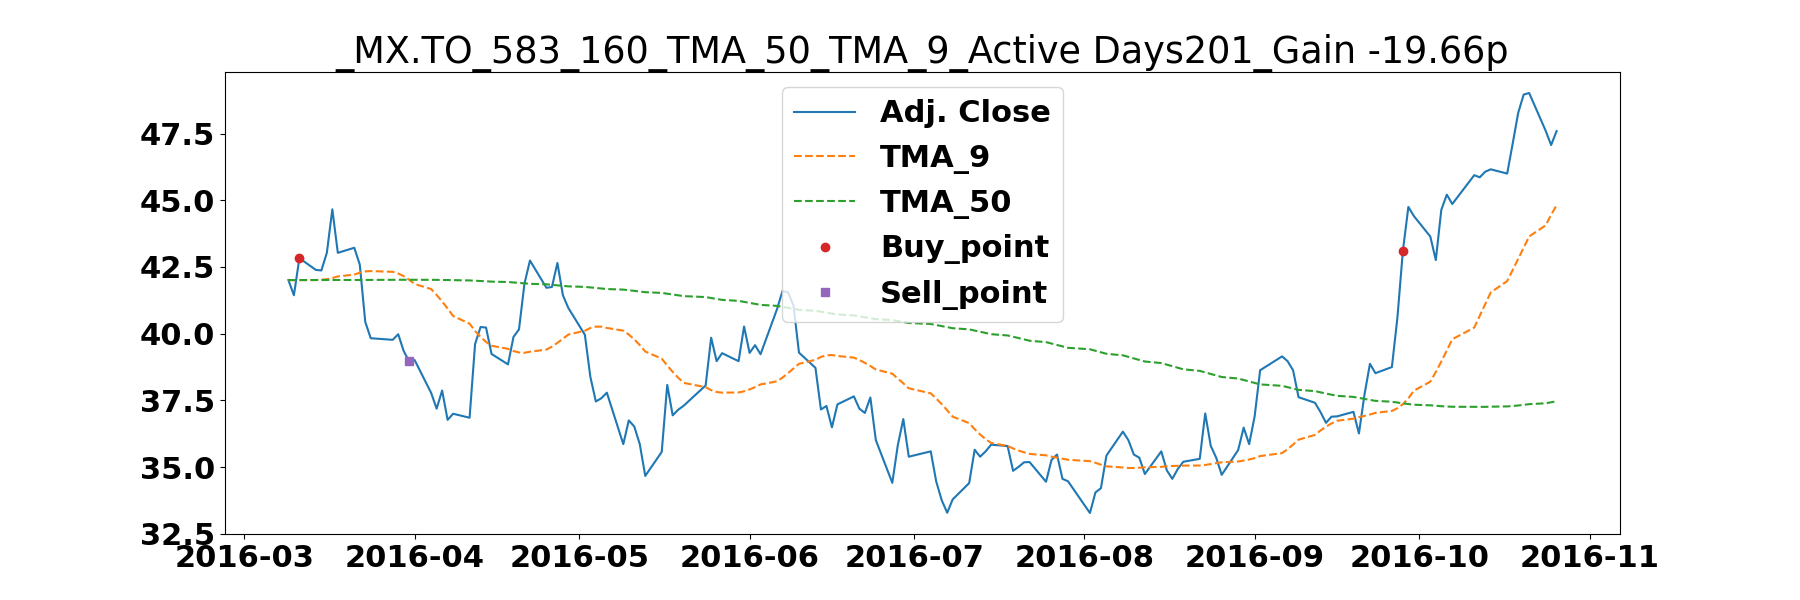 _MX.TO_583_160_TMA_50_TMA_9_Active Days201_Gain -19.66p
Adj. Close
TMA_9
TMA_50
Buy_point
Sell_point
47.5
45.0
42.5
40.0
37.5
35.0
32.5
2016-03 2016-04 2016-05 2016-06 2016-07 2016-08 2016-09 2016-10 2016-11